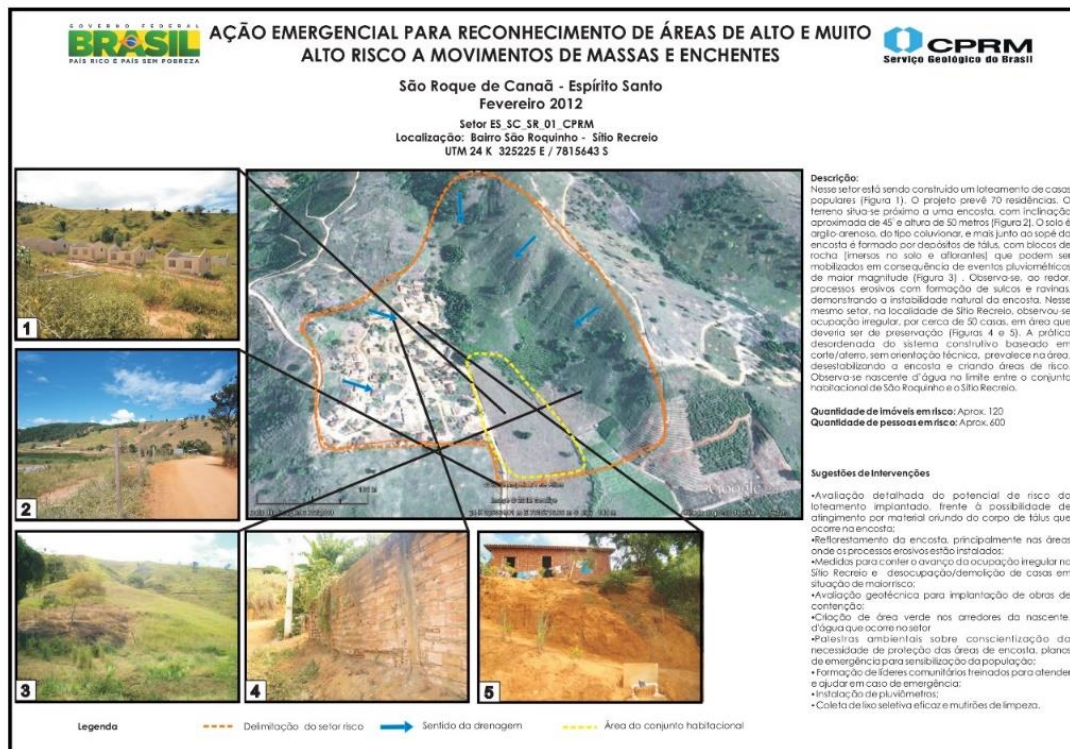 GOVERNO FEDERAL
BRASIL
PAÍS RICO E PAÍS SEM POBREZA
AÇÃO EMERGENCIAL PARA RECONHECIMENTO DE ÁREAS DE ALTO E MUITO
ALTO RISCO A MOVIMENTOS DE MASSAS E ENCHENTES
CPRM
Serviço Geológico do Brasil
São Roque de Canaã - Espírito Santo
Fevereiro 2012
Setor ES_SC_SR_01_CPRM
Localização: Bairro São Roquinho - Sítio Recreio
UTM 24 K 325225 E / 7815643 S
1
2
3
4
5
Descrição:
Nesse setor está sendo construído um loteamento de casas
populares (Figura 1). O projeto prevê 70 residências. O
terreno situa-se próximo a uma encosta, com inclinação
aproximada de 45° e altura de 50 metros (Figura 2). O solo é
argilo-arenoso, do tipo coluvionar, e mais junto ao sopé da
encosta é formado por depósitos de tálus, com blocos de
rocha (imersos no solo e aflorantes) que podem ser
mobilizados em consequência de eventos pluviométricos
de maior magnitude (Figura 3) . Observa-se, ao redor,
processos erosivos com formação de sulcos e ravinas,
demonstrando a instabilidade natural da encosta. Nesse
mesmo setor, na localidade de Sítio Recreio, observou-se
ocupação irregular, por cerca de 50 casas, em área que
deveria ser de preservação (Figuras 4 e 5). A prática
desordenada do sistema construtivo baseado em
corte/aterro, sem orientação técnica, prevalece na área,
desestabilizando a encosta e criando áreas de risco.
Observa-se nascente d'água no limite entre o conjunto
habitacional de São Roquinho e o Sítio Recreio.
Quantidade de imóveis em risco: Aprox. 120
Quantidade de pessoas em risco: Aprox. 600
Sugestões de Intervenções
•Avaliação detalhada do potencial de risco do
loteamento implantado, frente à possibilidade de
atingimento por material oriundo do corpo de tálus que
ocorre na encosta;
•Reflorestamento da encosta, principalmente nas áreas
onde os processos erosivos estão instalados;
•Medidas para conter o avanço da ocupação irregular no
Sítio Recreio e desocupação/demolição de casas em
situação de maior risco;
•Avaliação geotécnica para implantação de obras de
contenção;
•Criação de área verde nos arredores da nascente
d'água que ocorre no setor
•Palestras ambientais sobre conscientização da
necessidade de proteção das áreas de encosta, planos
de emergência para sensibilização da população;
• Formação de líderes comunitários treinados para atender
e ajudar em caso de emergência;
• Instalação de pluviômetros;
• Coleta de lixo seletiva eficaz e mutirões de limpeza.
Legenda
Delimitação do setor risco
Sentido da drenagem
Área do conjunto habitacional